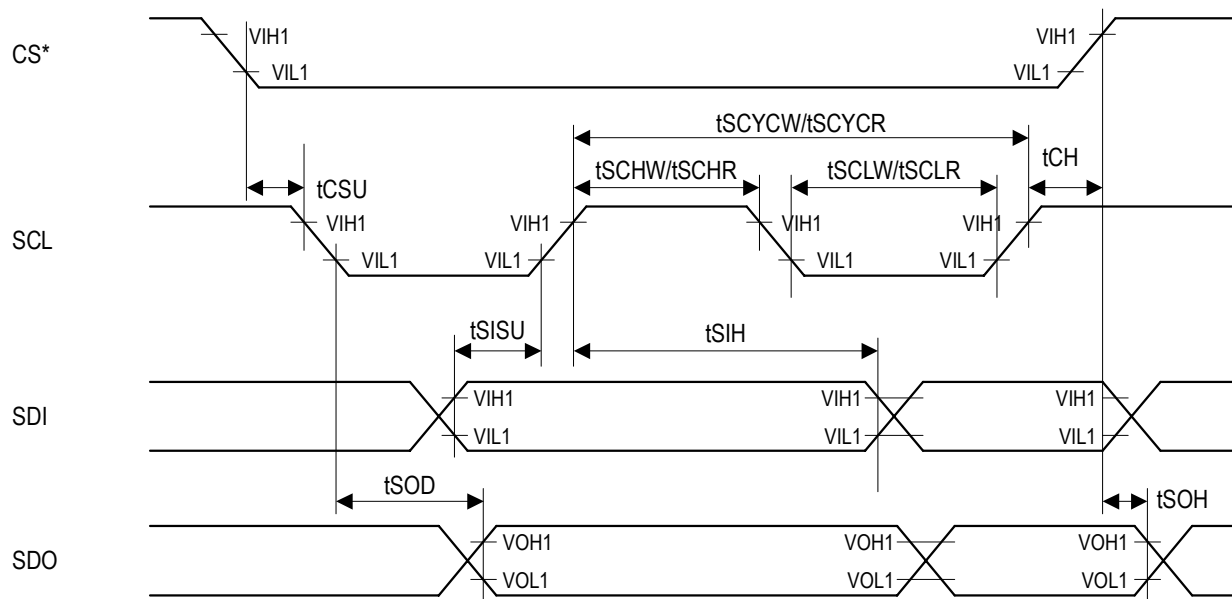 CS*
VIH1
VIL1
VIH1
VIL1
tSCYCW/tSCYCR
tCSU
tSCHW/tSCHR
tSCLW/tSCLR
tCH
SCL
VIH1
VIL1
VIH1
VIL1
VIH1
VIL1
VIH1
VIL1
tSISU
tSIH
SDI
VIH1
VIL1
VIH1
VIL1
VIH1
VIL1
tSOD
tSOH
SDO
VOH1
VOL1
VOH1
VOL1
VOH1
VOL1